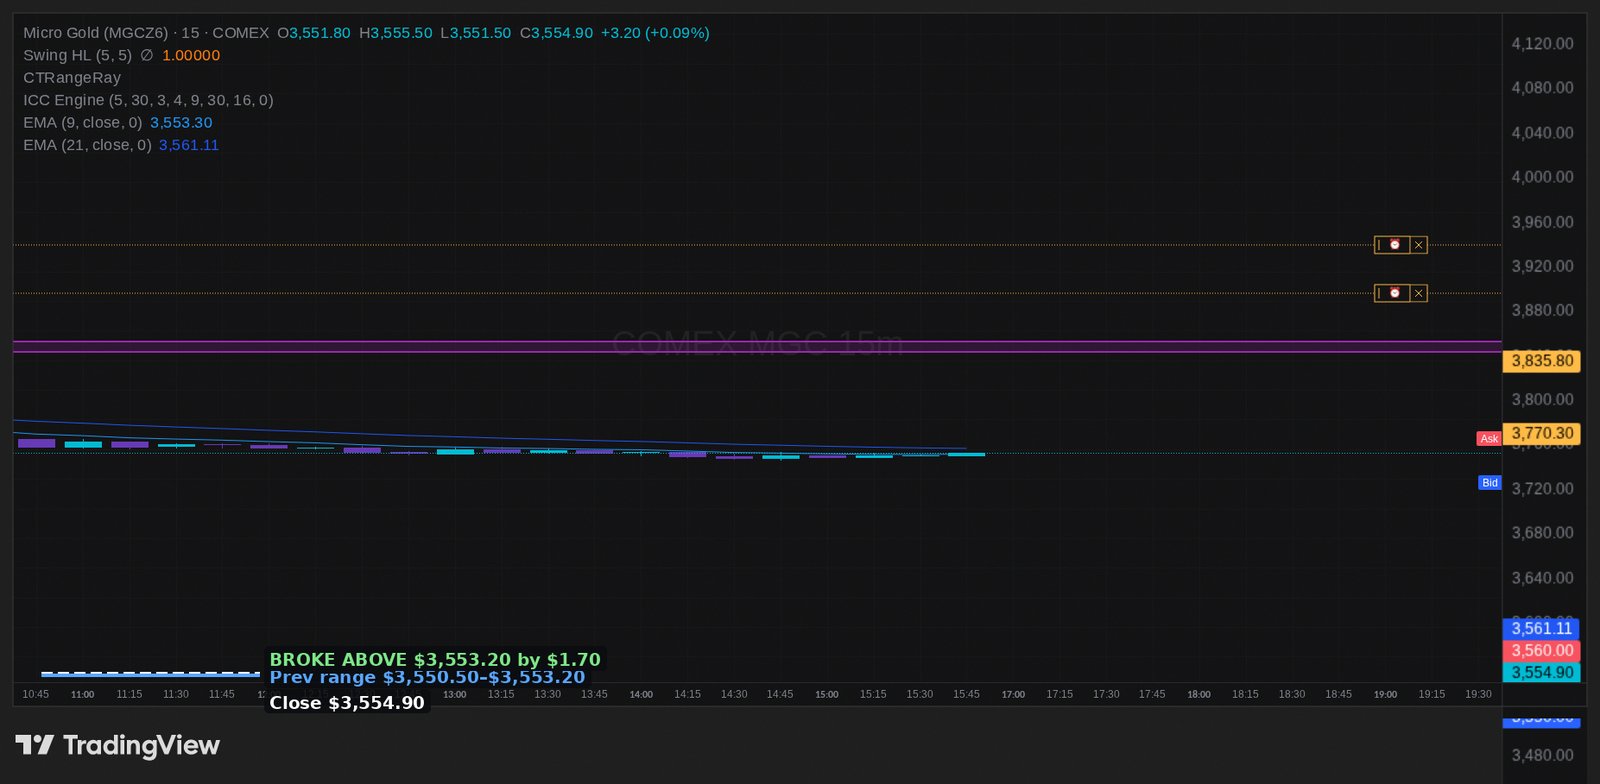 Micro Gold (MGCZ6) · 15 · COMEX O3,551.80 H3,555.50 L3,551.50 C3,554.90 +3.20 (+0.09%)
Swing HL (5, 5) ∅ 1.00000
CTRangeRay
ICC Engine (5, 30, 3, 4, 9, 30, 16, 0)
EMA (9, close, 0) 3,553.30
EMA (21, close, 0) 3,561.11
4,120.00
4,080.00
4,040.00
4,000.00
3,960.00
3,920.00
3,880.00
COMEX MGC 15m
3,835.80
3,800.00
Ask 3,770.30
Bid
3,720.00
3,680.00
3,640.00
3,561.11
3,560.00
3,554.90
BROKE ABOVE $3,553.20 by $1.70
Prev range $3,550.50–$3,553.20
10:45 11:00 11:15 11:30 11:45 13:00 13:15 13:30 13:45 14:00 14:15 14:30 14:45 15:00 15:15 15:30 15:45 17:00 17:15 17:30 17:45 18:00 18:15 18:30 18:45 19:00 19:15 19:30
Close $3,554.90
TradingView
3,480.00